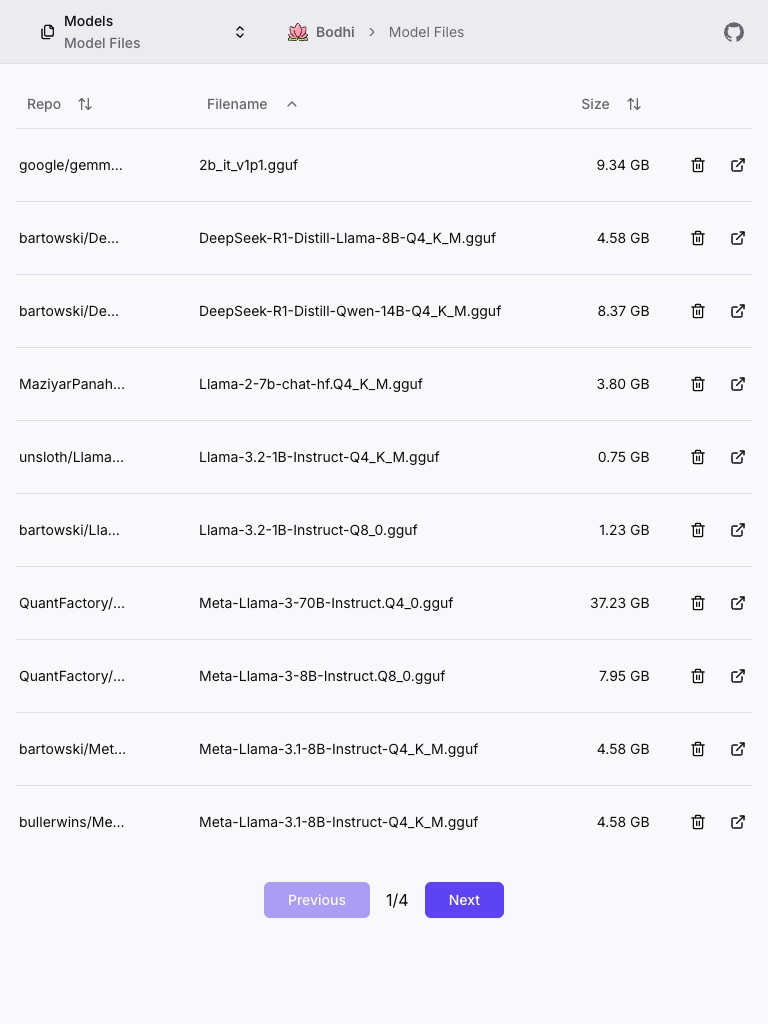 Models
Model Files
Bodhi
Model Files
Repo Filename Size
google/gemm... 2b_it_v1p1.gguf 9.34 GB
bartowski/De... DeepSeek-R1-Distill-Llama-8B-Q4_K_M.gguf 4.58 GB
bartowski/De... DeepSeek-R1-Distill-Qwen-14B-Q4_K_M.gguf 8.37 GB
MaziyarPanah... Llama-2-7b-chat-hf.Q4_K_M.gguf 3.80 GB
unsloth/Llama... Llama-3.2-1B-Instruct-Q4_K_M.gguf 0.75 GB
bartowski/Lla... Llama-3.2-1B-Instruct-Q8_0.gguf 1.23 GB
QuantFactory/... Meta-Llama-3-70B-Instruct.Q4_0.gguf 37.23 GB
QuantFactory/... Meta-Llama-3-8B-Instruct.Q8_0.gguf 7.95 GB
bartowski/Met... Meta-Llama-3.1-8B-Instruct-Q4_K_M.gguf 4.58 GB
bullerwins/Me... Meta-Llama-3.1-8B-Instruct-Q4_K_M.gguf 4.58 GB
Previous 1/4 Next